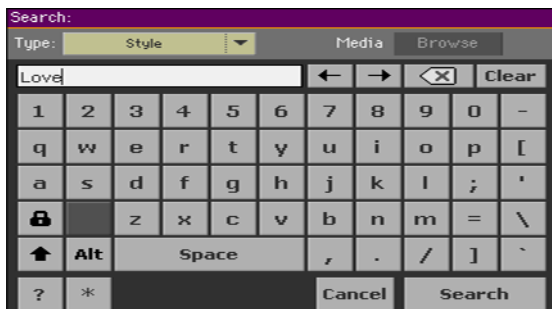 Search:
Type: Style Media Browse
Love Clear
1 2 3 4 5 6 7 8 9 0 -
q w e r t y u i o p [
a s d f g h j k l ; '
z x c v b n m = \
Alt Space , . / ] `
? * Cancel Search